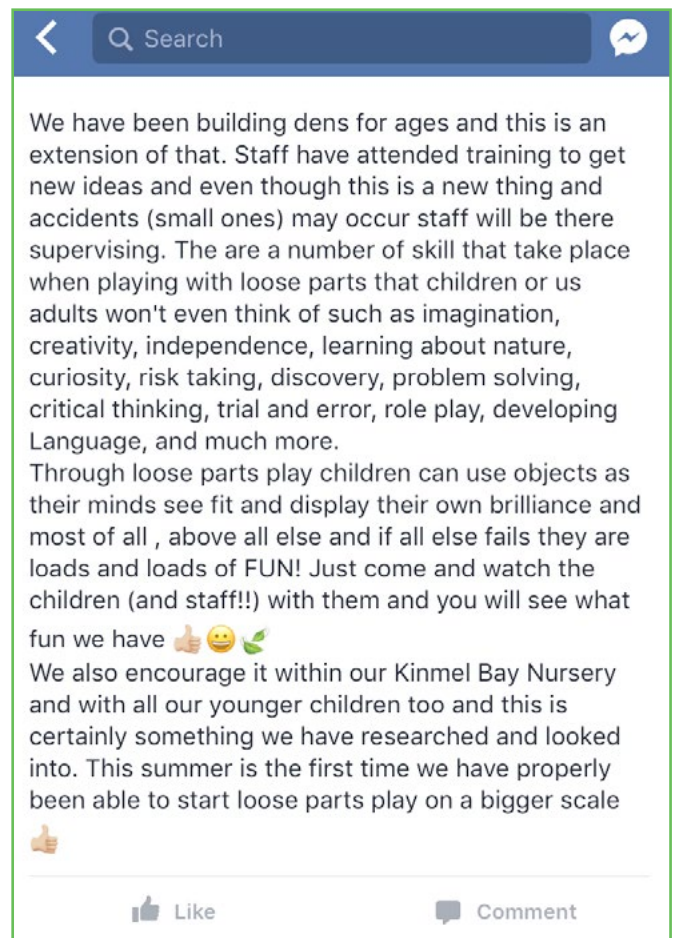 Search
We have been building dens for ages and this is an
extension of that. Staff have attended training to get
new ideas and even though this is a new thing and
accidents (small ones) may occur staff will be there
supervising. The are a number of skill that take place
when playing with loose parts that children or us
adults won't even think of such as imagination,
creativity, independence, learning about nature,
curiosity, risk taking, discovery, problem solving,
critical thinking, trial and error, role play, developing
Language, and much more.
Through loose parts play children can use objects as
their minds see fit and display their own brilliance and
most of all , above all else and if all else fails they are
loads and loads of FUN! Just come and watch the
children (and staff!!) with them and you will see what
fun we have 👍🏼😀🍃
We also encourage it within our Kinmel Bay Nursery
and with all our younger children too and this is
certainly something we have researched and looked
into. This summer is the first time we have properly
been able to start loose parts play on a bigger scale
👍🏼
Like Comment